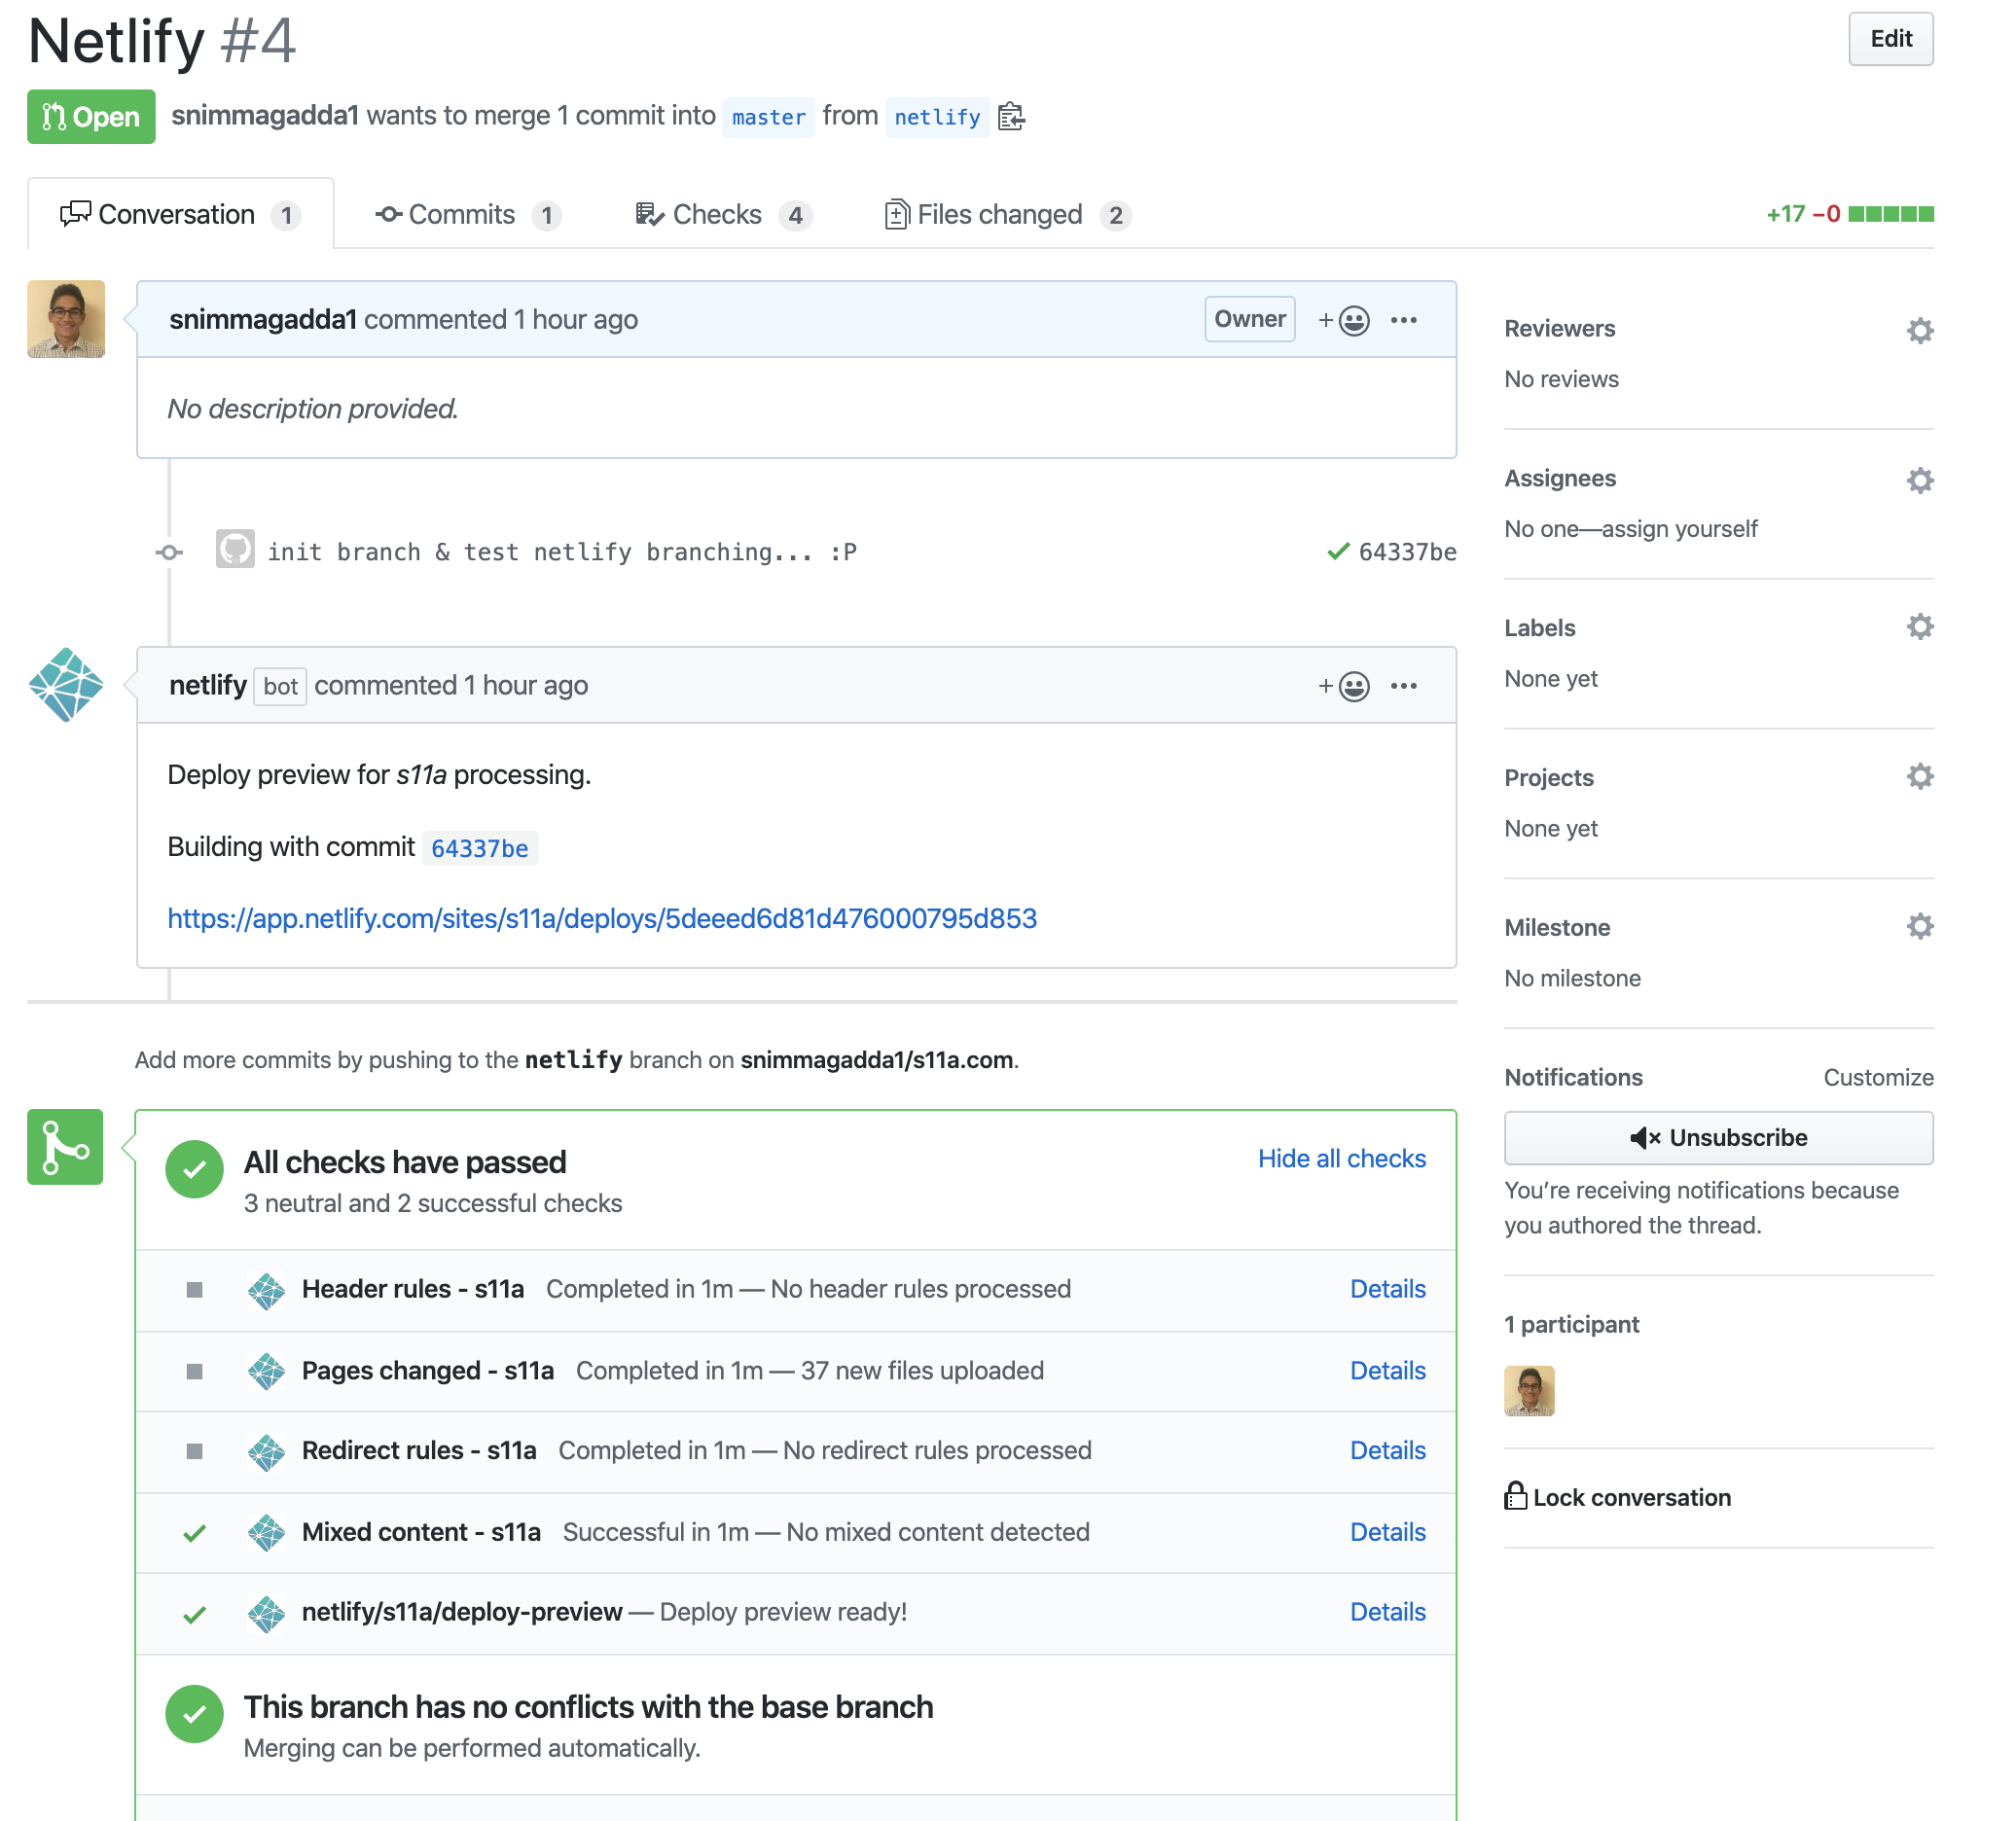 Netlify #4
Edit
Open
snimmagadda1 wants to merge 1 commit into master from netlify
Conversation 1
Commits 1
Checks 4
Files changed 2
+17 −0
snimmagadda1 commented 1 hour ago
Owner
No description provided.
init branch & test netlify branching... :P
64337be
netlify bot commented 1 hour ago
Deploy preview for s11a processing.
Building with commit 64337be
https://app.netlify.com/sites/s11a/deploys/5deeed6d81d476000795d853
Add more commits by pushing to the netlify branch on snimmagadda1/s11a.com.
All checks have passed
Hide all checks
3 neutral and 2 successful checks
Header rules - s11a Completed in 1m — No header rules processed Details
Pages changed - s11a Completed in 1m — 37 new files uploaded Details
Redirect rules - s11a Completed in 1m — No redirect rules processed Details
Mixed content - s11a Successful in 1m — No mixed content detected Details
netlify/s11a/deploy-preview — Deploy preview ready! Details
This branch has no conflicts with the base branch
Merging can be performed automatically.
Reviewers
No reviews
Assignees
No one—assign yourself
Labels
None yet
Projects
None yet
Milestone
No milestone
Notifications Customize
Unsubscribe
You’re receiving notifications because
you authored the thread.
1 participant
Lock conversation